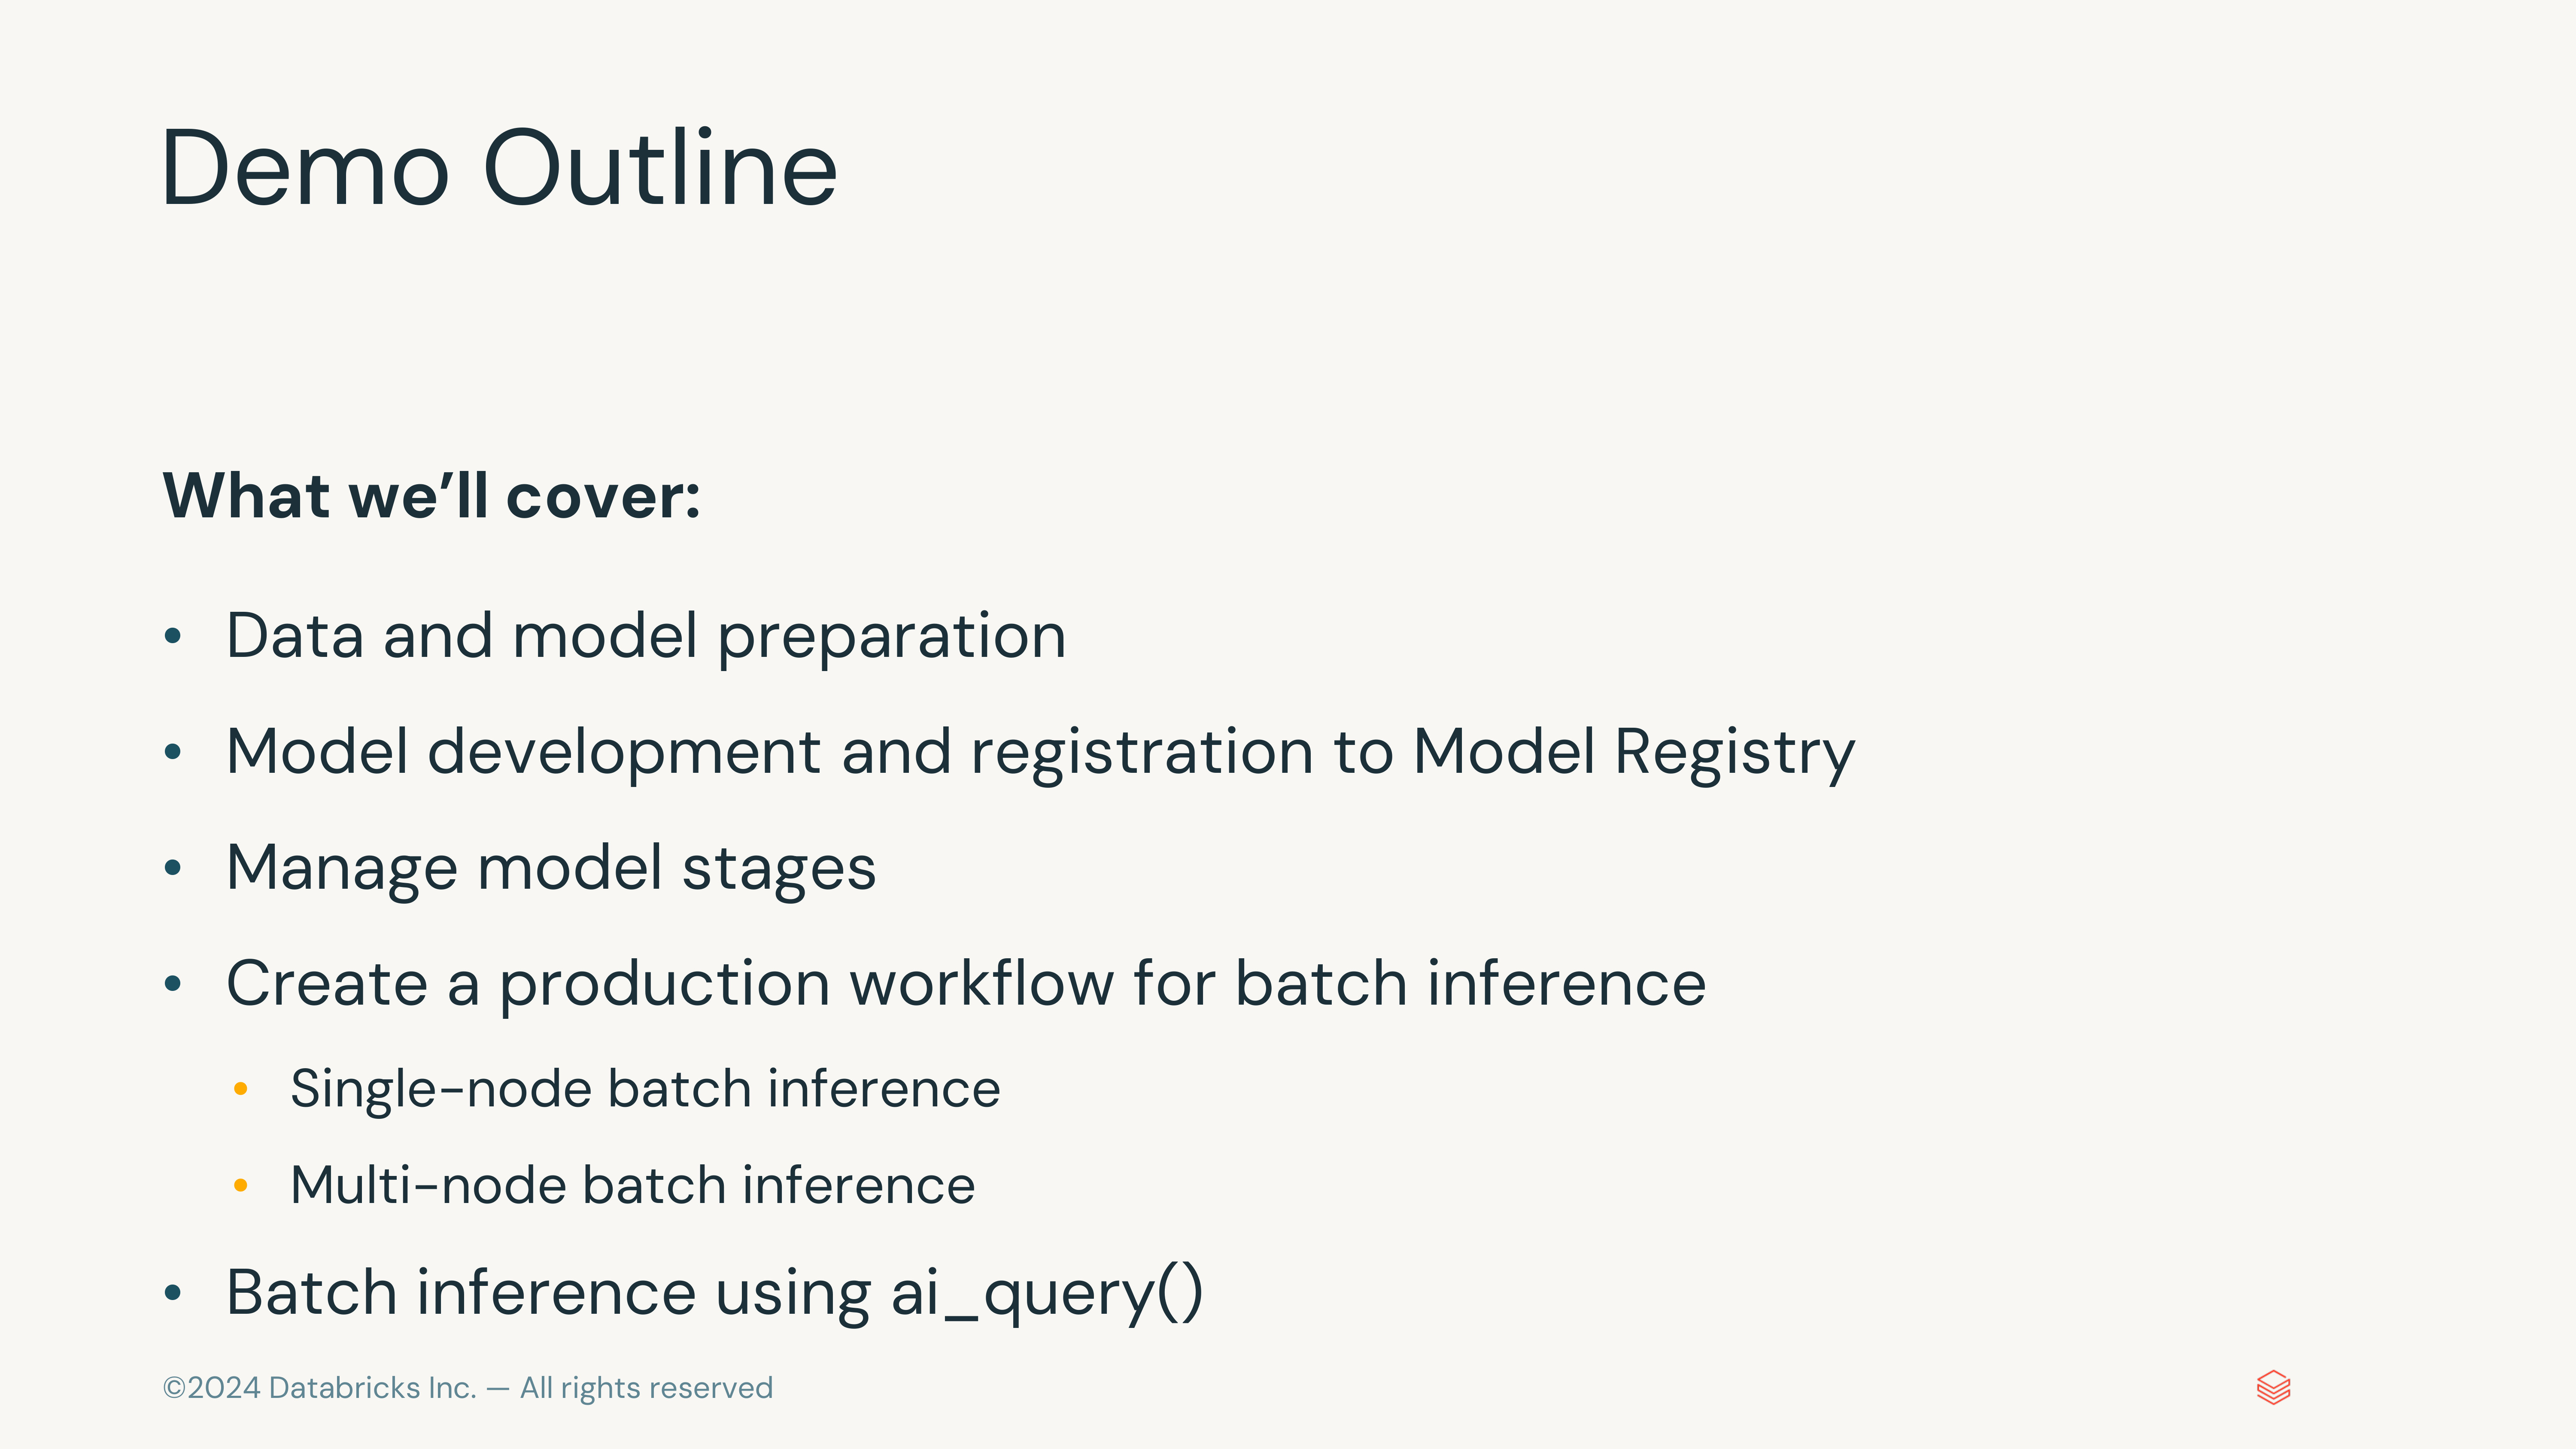 Demo Outline
What we’ll cover:
• Data and model preparation
• Model development and registration to Model Registry
• Manage model stages
• Create a production workflow for batch inference
• Single-node batch inference
• Multi-node batch inference
• Batch inference using ai_query()
©2024 Databricks Inc. — All rights reserved